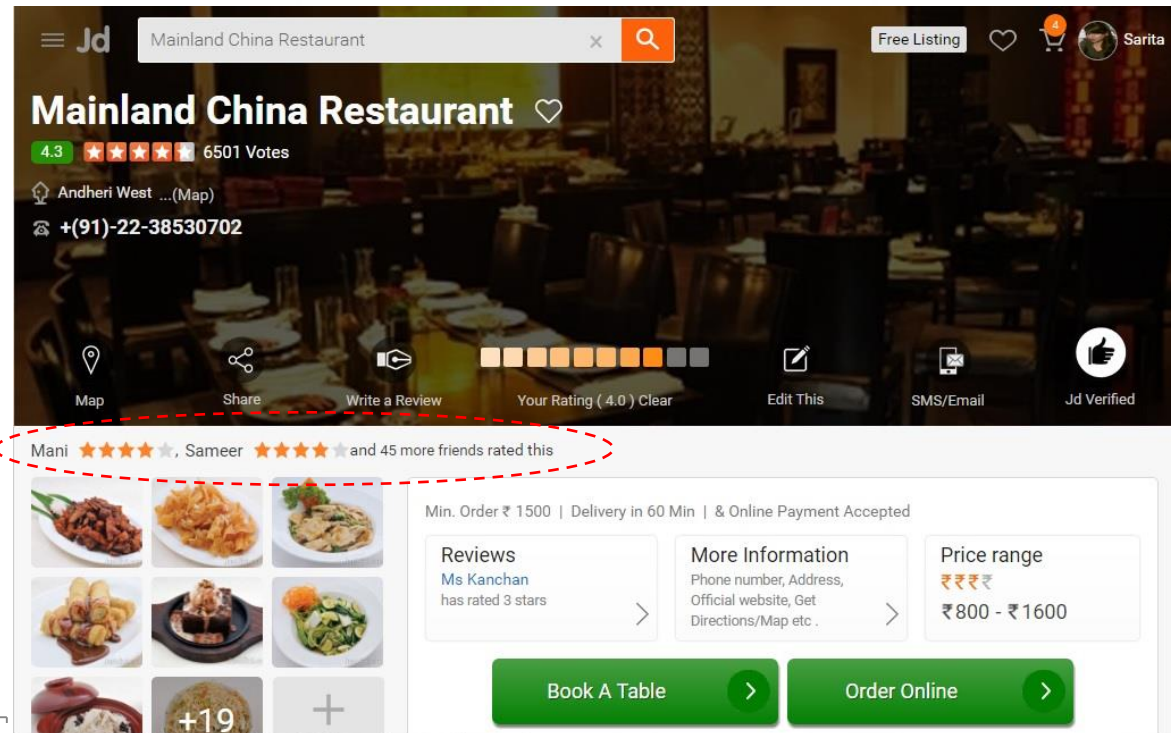 Jd
Mainland China Restaurant ×
Free Listing
4
Sarita
Mainland China Restaurant
4.3 6501 Votes
Andheri West ...(Map)
+(91)-22-38530702
Map
Share
Write a Review
Your Rating ( 4.0 ) Clear
Edit This
SMS/Email
Jd Verified
Mani ★★★★★, Sameer ★★★★★ and 45 more friends rated this
Min. Order ₹ 1500 | Delivery in 60 Min | & Online Payment Accepted
Reviews
Ms Kanchan
has rated 3 stars
More Information
Phone number, Address,
Official website, Get
Directions/Map etc .
Price range
₹₹₹₹
₹800 - ₹1600
Book A Table
Order Online
+19
+